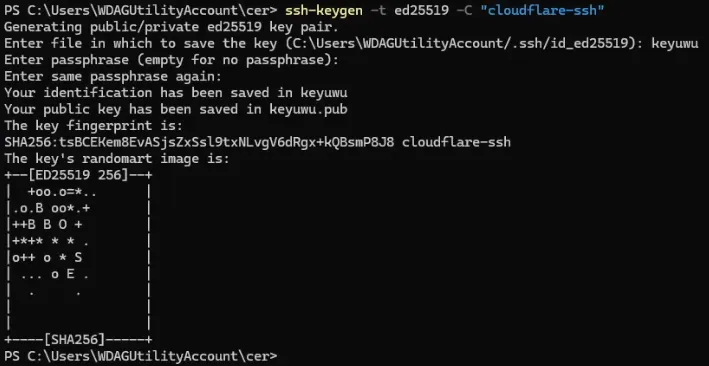 PS C:\Users\WDAGUtilityAccount\cer> ssh-keygen -t ed25519 -C "cloudflare-ssh"
Generating public/private ed25519 key pair.
Enter file in which to save the key (C:\Users\WDAGUtilityAccount/.ssh/id_ed25519): keyuwu
Enter passphrase (empty for no passphrase):
Enter same passphrase again:
Your identification has been saved in keyuwu
Your public key has been saved in keyuwu.pub
The key fingerprint is:
SHA256:tsBCEKem8EvASjsZxSsl9txNLvgV6dRgx+kQBsmP8J8 cloudflare-ssh
The key's randomart image is:
+--[ED25519 256]--+
|  +oo.o=*..      |
|.o.B oo*.+       |
|++B B O +        |
|+*+* * * .       |
|o++ o * S        |
| ... o E .       |
|  .     .        |
|                 |
|                 |
+----[SHA256]-----+
PS C:\Users\WDAGUtilityAccount\cer>